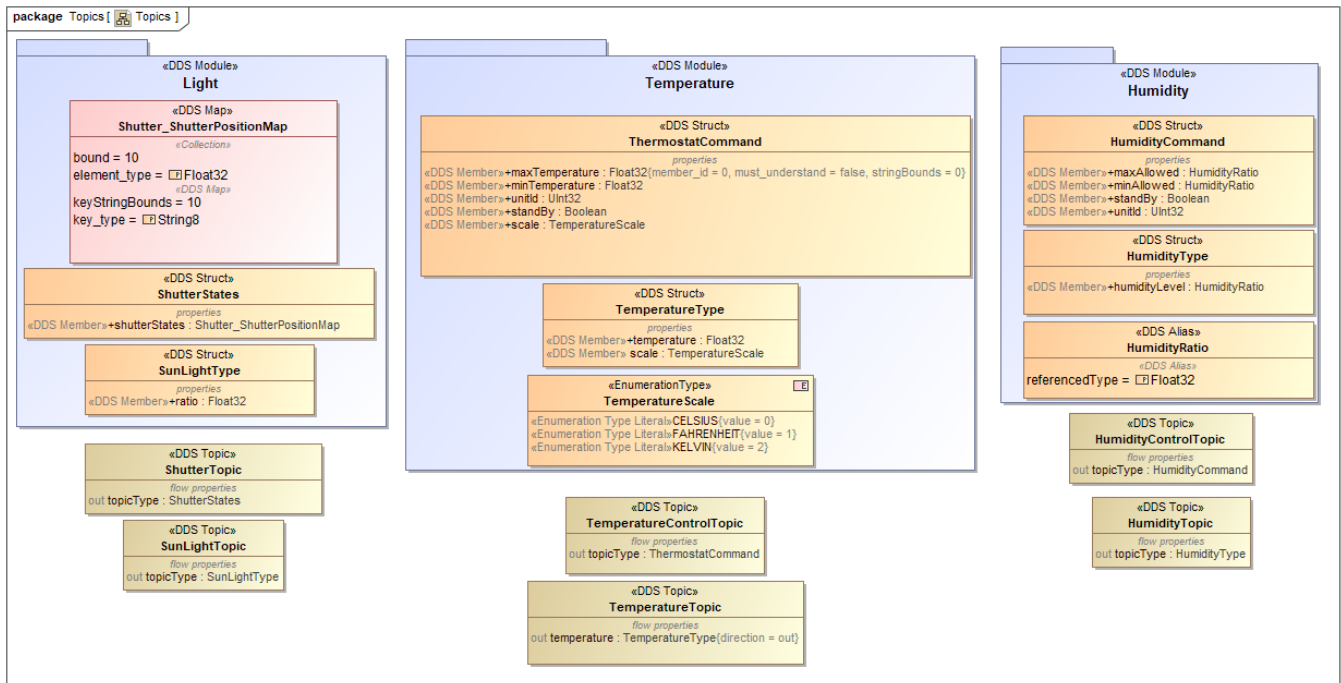 package Topics [ Topics ]
«DDS Module»
Light
«DDS Map»
Shutter_ShutterPositionMap
«Collection»
bound = 10
element_type = Float32
«DDS Map»
keyStringBounds = 10
key_type = String8
«DDS Struct»
ShutterStates
properties
«DDS Member»+shutterStates : Shutter_ShutterPositionMap
«DDS Struct»
SunLightType
properties
«DDS Member»+ratio : Float32
«DDS Topic»
ShutterTopic
flow properties
out topicType : ShutterStates
«DDS Topic»
SunLightTopic
flow properties
out topicType : SunLightType
«DDS Module»
Temperature
«DDS Struct»
ThermostatCommand
properties
«DDS Member»+maxTemperature : Float32{member_id = 0, must_understand = false, stringBounds = 0}
«DDS Member»+minTemperature : Float32
«DDS Member»+unitId : UInt32
«DDS Member»+standBy : Boolean
«DDS Member»+scale : TemperatureScale
«DDS Struct»
TemperatureType
properties
«DDS Member»+temperature : Float32
«DDS Member» scale : TemperatureScale
«EnumerationType»
E
TemperatureScale
«Enumeration Type Literal»CELSIUS{value = 0}
«Enumeration Type Literal»FAHRENHEIT{value = 1}
«Enumeration Type Literal»KELVIN{value = 2}
«DDS Topic»
TemperatureControlTopic
flow properties
out topicType : ThermostatCommand
«DDS Topic»
TemperatureTopic
flow properties
out temperature : TemperatureType{direction = out}
«DDS Module»
Humidity
«DDS Struct»
HumidityCommand
properties
«DDS Member»+maxAllowed : HumidityRatio
«DDS Member»+minAllowed : HumidityRatio
«DDS Member»+standBy : Boolean
«DDS Member»+unitId : UInt32
«DDS Struct»
HumidityType
properties
«DDS Member»+humidityLevel : HumidityRatio
«DDS Alias»
HumidityRatio
«DDS Alias»
referencedType = Float32
«DDS Topic»
HumidityControlTopic
flow properties
out topicType : HumidityCommand
«DDS Topic»
HumidityTopic
flow properties
out topicType : HumidityType